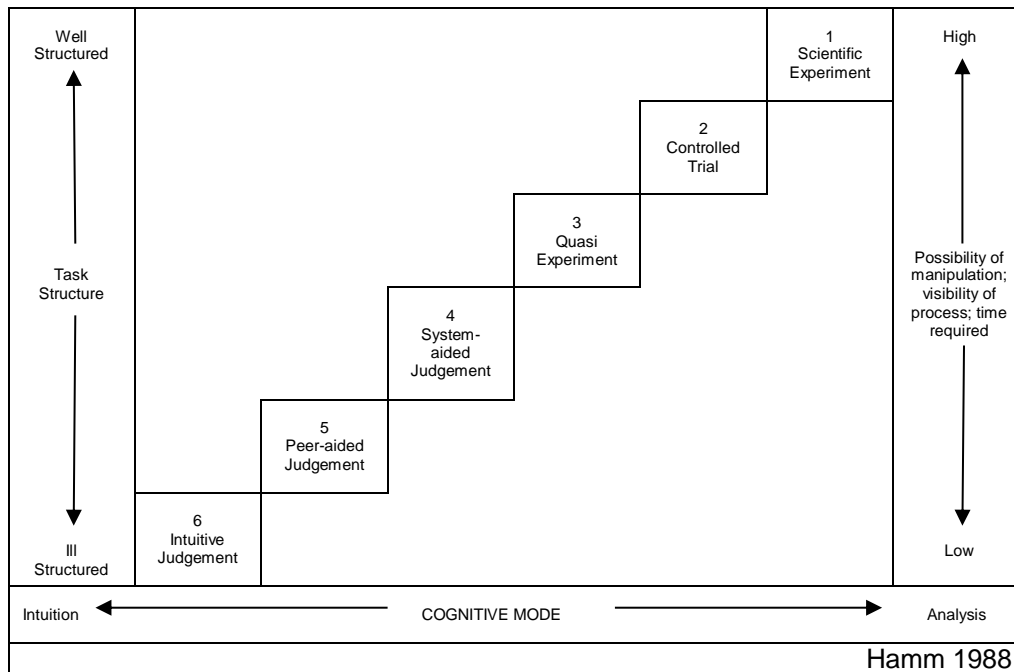 Well
Structured
Task
Structure
Ill
Structured
1
Scientific
Experiment
2
Controlled
Trial
3
Quasi
Experiment
4
System-
aided
Judgement
5
Peer-aided
Judgement
6
Intuitive
Judgement
High
Possibility of
manipulation;
visibility of
process; time
required
Low
Intuition
COGNITIVE MODE
Analysis
Hamm 1988